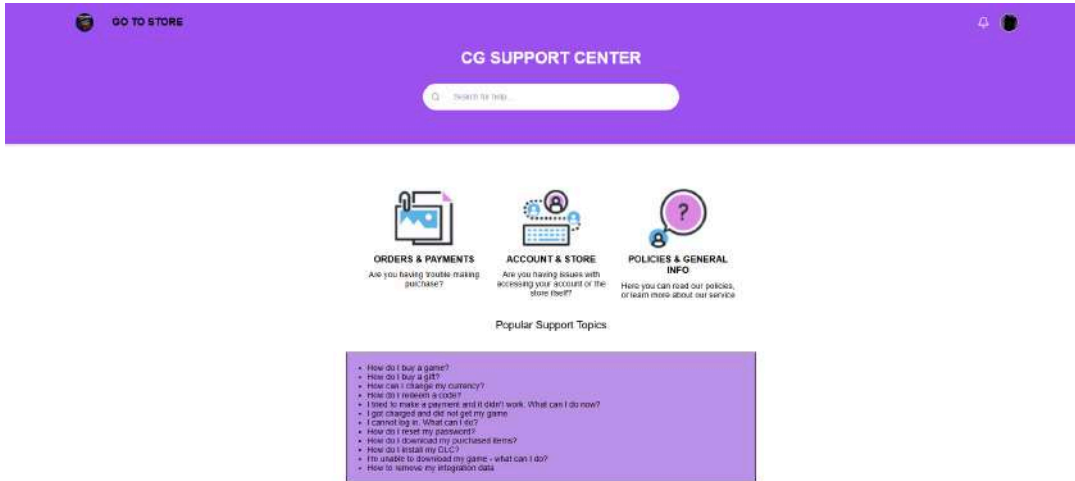 GO TO STORE
CG SUPPORT CENTER
Search for help...
ORDERS & PAYMENTS
Are you having trouble making
purchase?
ACCOUNT & STORE
Are you having issues with
accessing your account or the
store itself?
POLICIES & GENERAL
INFO
Here you can read our policies,
or learn more about our service
?
Popular Support Topics
How do I buy a game?
How do I buy a gift?
How can I change my currency?
How do I redeem a code?
I tried to make a payment and it didn't work. What can I do now?
I got charged and did not get my game
I cannot log in. What can I do?
How do I reset my password?
How do I download my purchased items?
How do I install my DLC?
I'm unable to download my game - what can I do?
How to remove my integration data